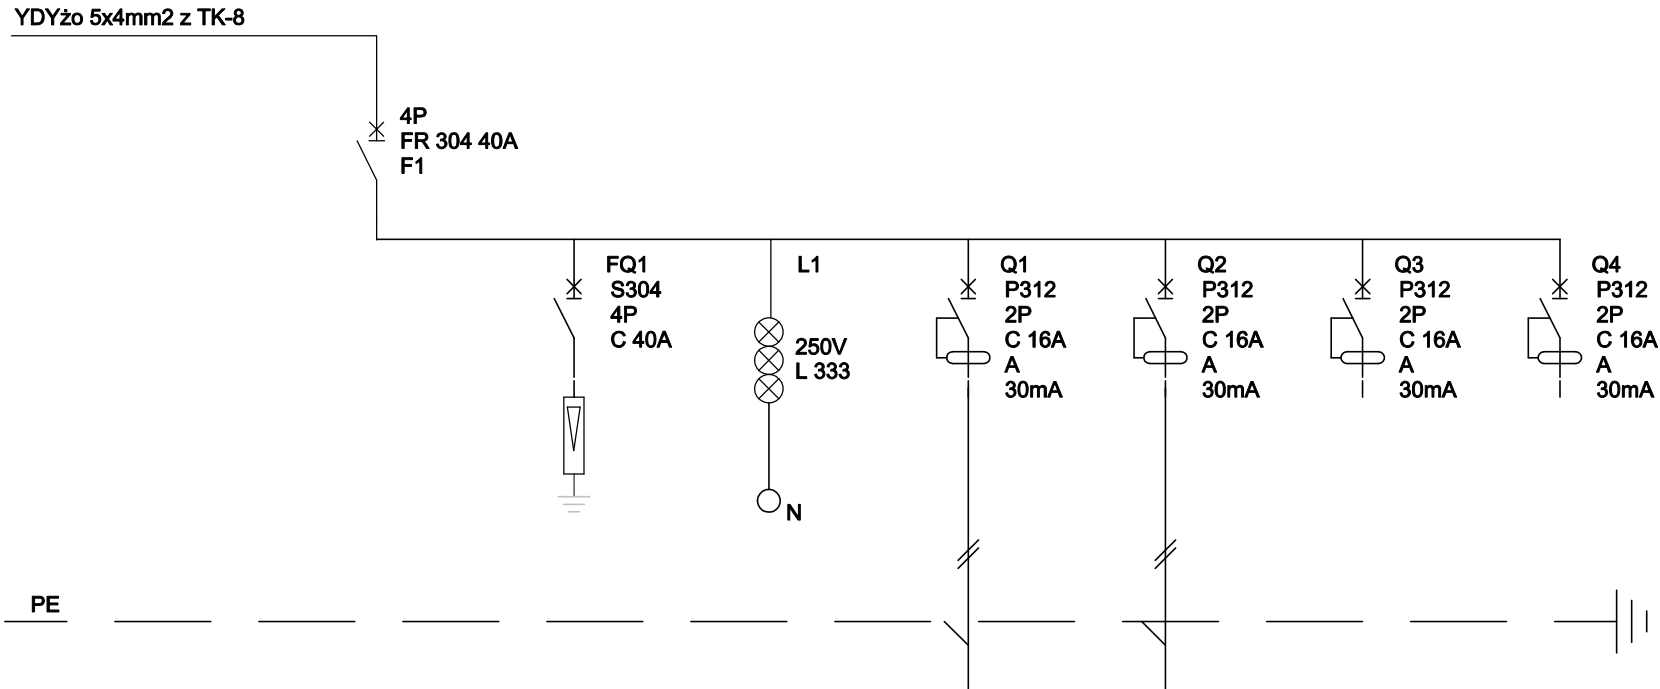 YDYżo 5x4mm2 z TK-8
4P
FR 304 40A
F1
FQ1
S304
4P
C 40A
L1
250V
L 333
N
Q1
P312
2P
C 16A
A
30mA
Q2
P312
2P
C 16A
A
30mA
Q3
P312
2P
C 16A
A
30mA
Q4
P312
2P
C 16A
A
30mA
PE